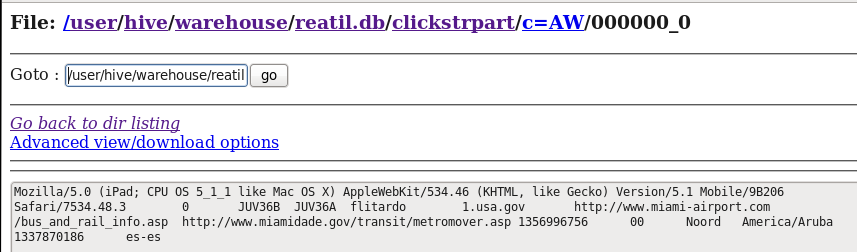 File: /user/hive/warehouse/reatil.db/clickstrpart/c=AW/000000_0
Goto : /user/hive/warehouse/reatil go
Go back to dir listing
Advanced view/download options
Mozilla/5.0 (iPad; CPU OS 5_1_1 like Mac OS X) AppleWebKit/534.46 (KHTML, like Gecko) Version/5.1 Mobile/9B206
Safari/7534.48.3 0 JUV36B JUV36A flitardo 1.usa.gov http://www.miami-airport.com
/bus_and_rail_info.asp http://www.miamidade.gov/transit/metromover.asp 1356996756 00 Noord America/Aruba
1337870186 es-es